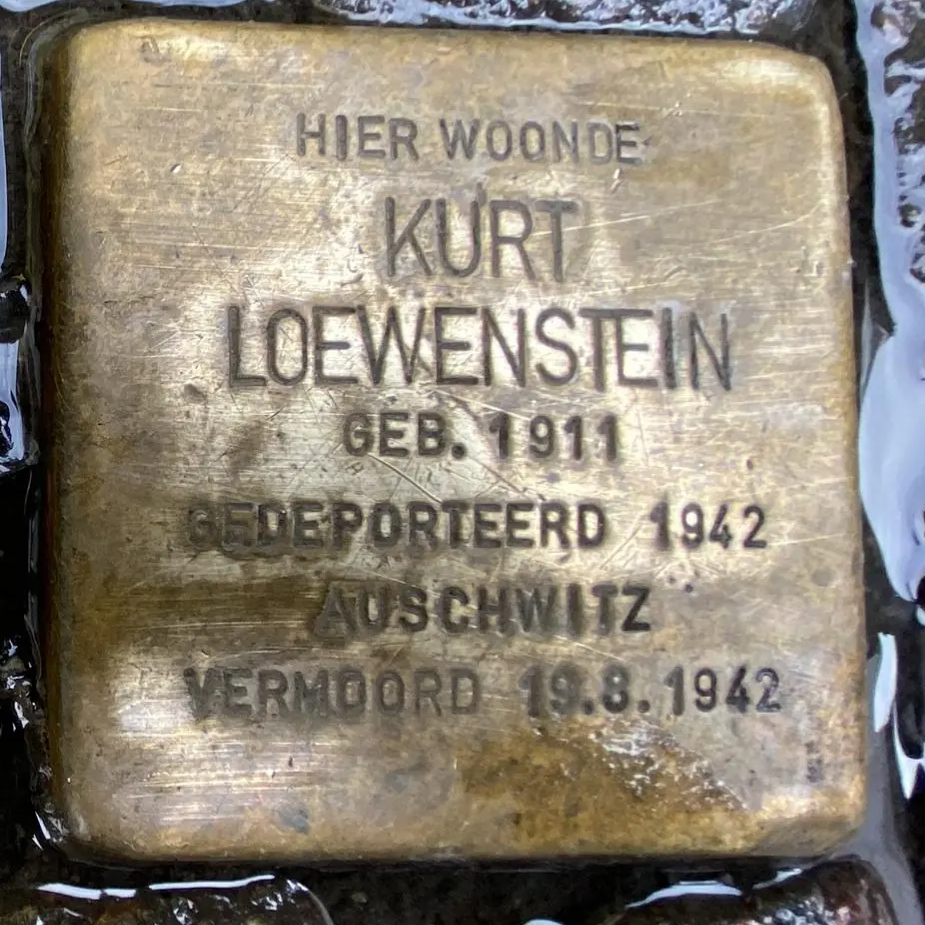 HIER WOONDE
KURT
LOEWENSTEIN
GEB. 1911
GEDEPORTEERD 1942
AUSCHWITZ
VERMOORD 19.8.1942